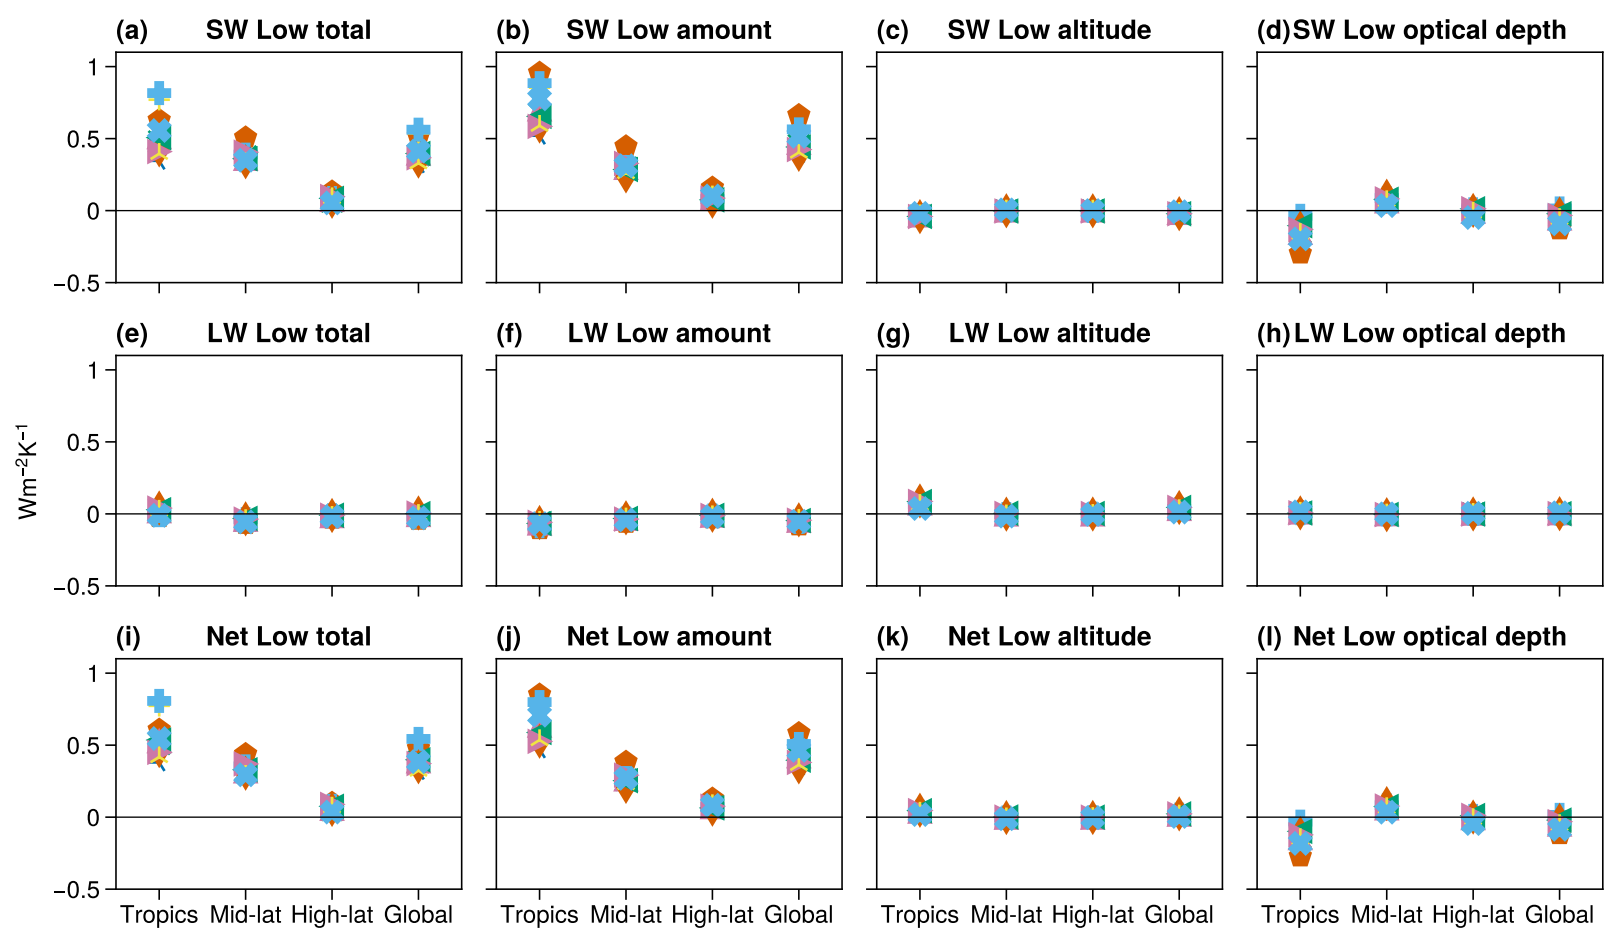 (a) SW Low total (b) SW Low amount (c) SW Low altitude (d) SW Low optical depth
1
0.5
0
−0.5
(e) LW Low total (f) LW Low amount (g) LW Low altitude (h) LW Low optical depth
1
0.5
0
−0.5
Wm⁻²K⁻¹
(i) Net Low total (j) Net Low amount (k) Net Low altitude (l) Net Low optical depth
1
0.5
0
−0.5
Tropics Mid-lat High-lat Global Tropics Mid-lat High-lat Global Tropics Mid-lat High-lat Global Tropics Mid-lat High-lat Global